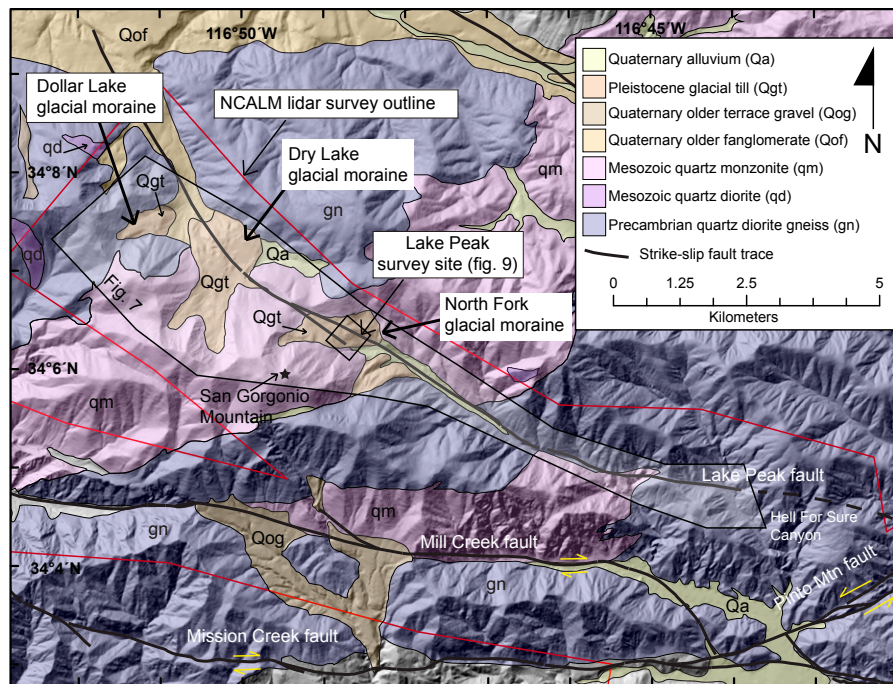 116°50´W
116°45´W
Qof
Dollar Lake
glacial moraine
NCALM lidar survey outline
Dry Lake
glacial moraine
qd
34°8´N
Qgt
gn
qm
Qa
Lake Peak
survey site (fig. 9)
qd
Qgt
Fig. 7
North Fork
glacial moraine
Qgt
34°6´N
San Gorgonio
Mountain
qm
Lake Peak fault
Hell For Sure
Canyon
gn
qm
Qog
Mill Creek fault
34°4´N
gn
Qa
Pinto Mtn fault
Mission Creek fault
Quaternary alluvium (Qa)
Pleistocene glacial till (Qgt)
Quaternary older terrace gravel (Qog)
Quaternary older fanglomerate (Qof)
Mesozoic quartz monzonite (qm)
Mesozoic quartz diorite (qd)
Precambrian quartz diorite gneiss (gn)
Strike-slip fault trace
0 1.25 2.5 5
Kilometers
N